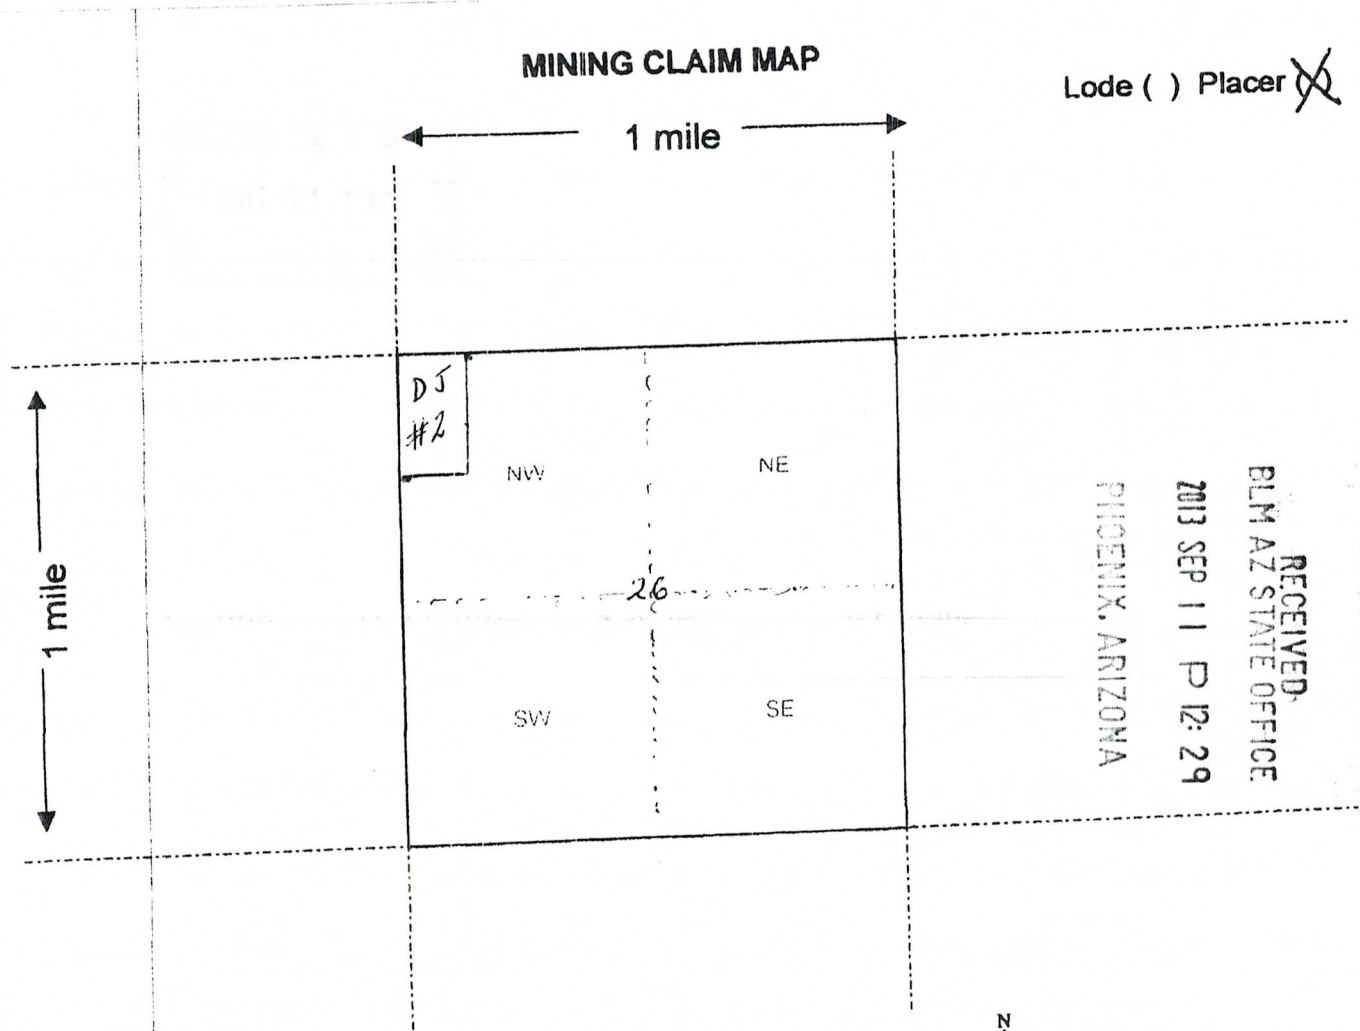 MINING CLAIM MAP
Lode ( ) Placer (X)
1 mile
DJ
#2
NW
NE
1 mile
26
SW
SE
RECEIVED
BLM AZ STATE OFFICE
2013 SEP 11 P 12:29
PHOENIX, ARIZONA
N